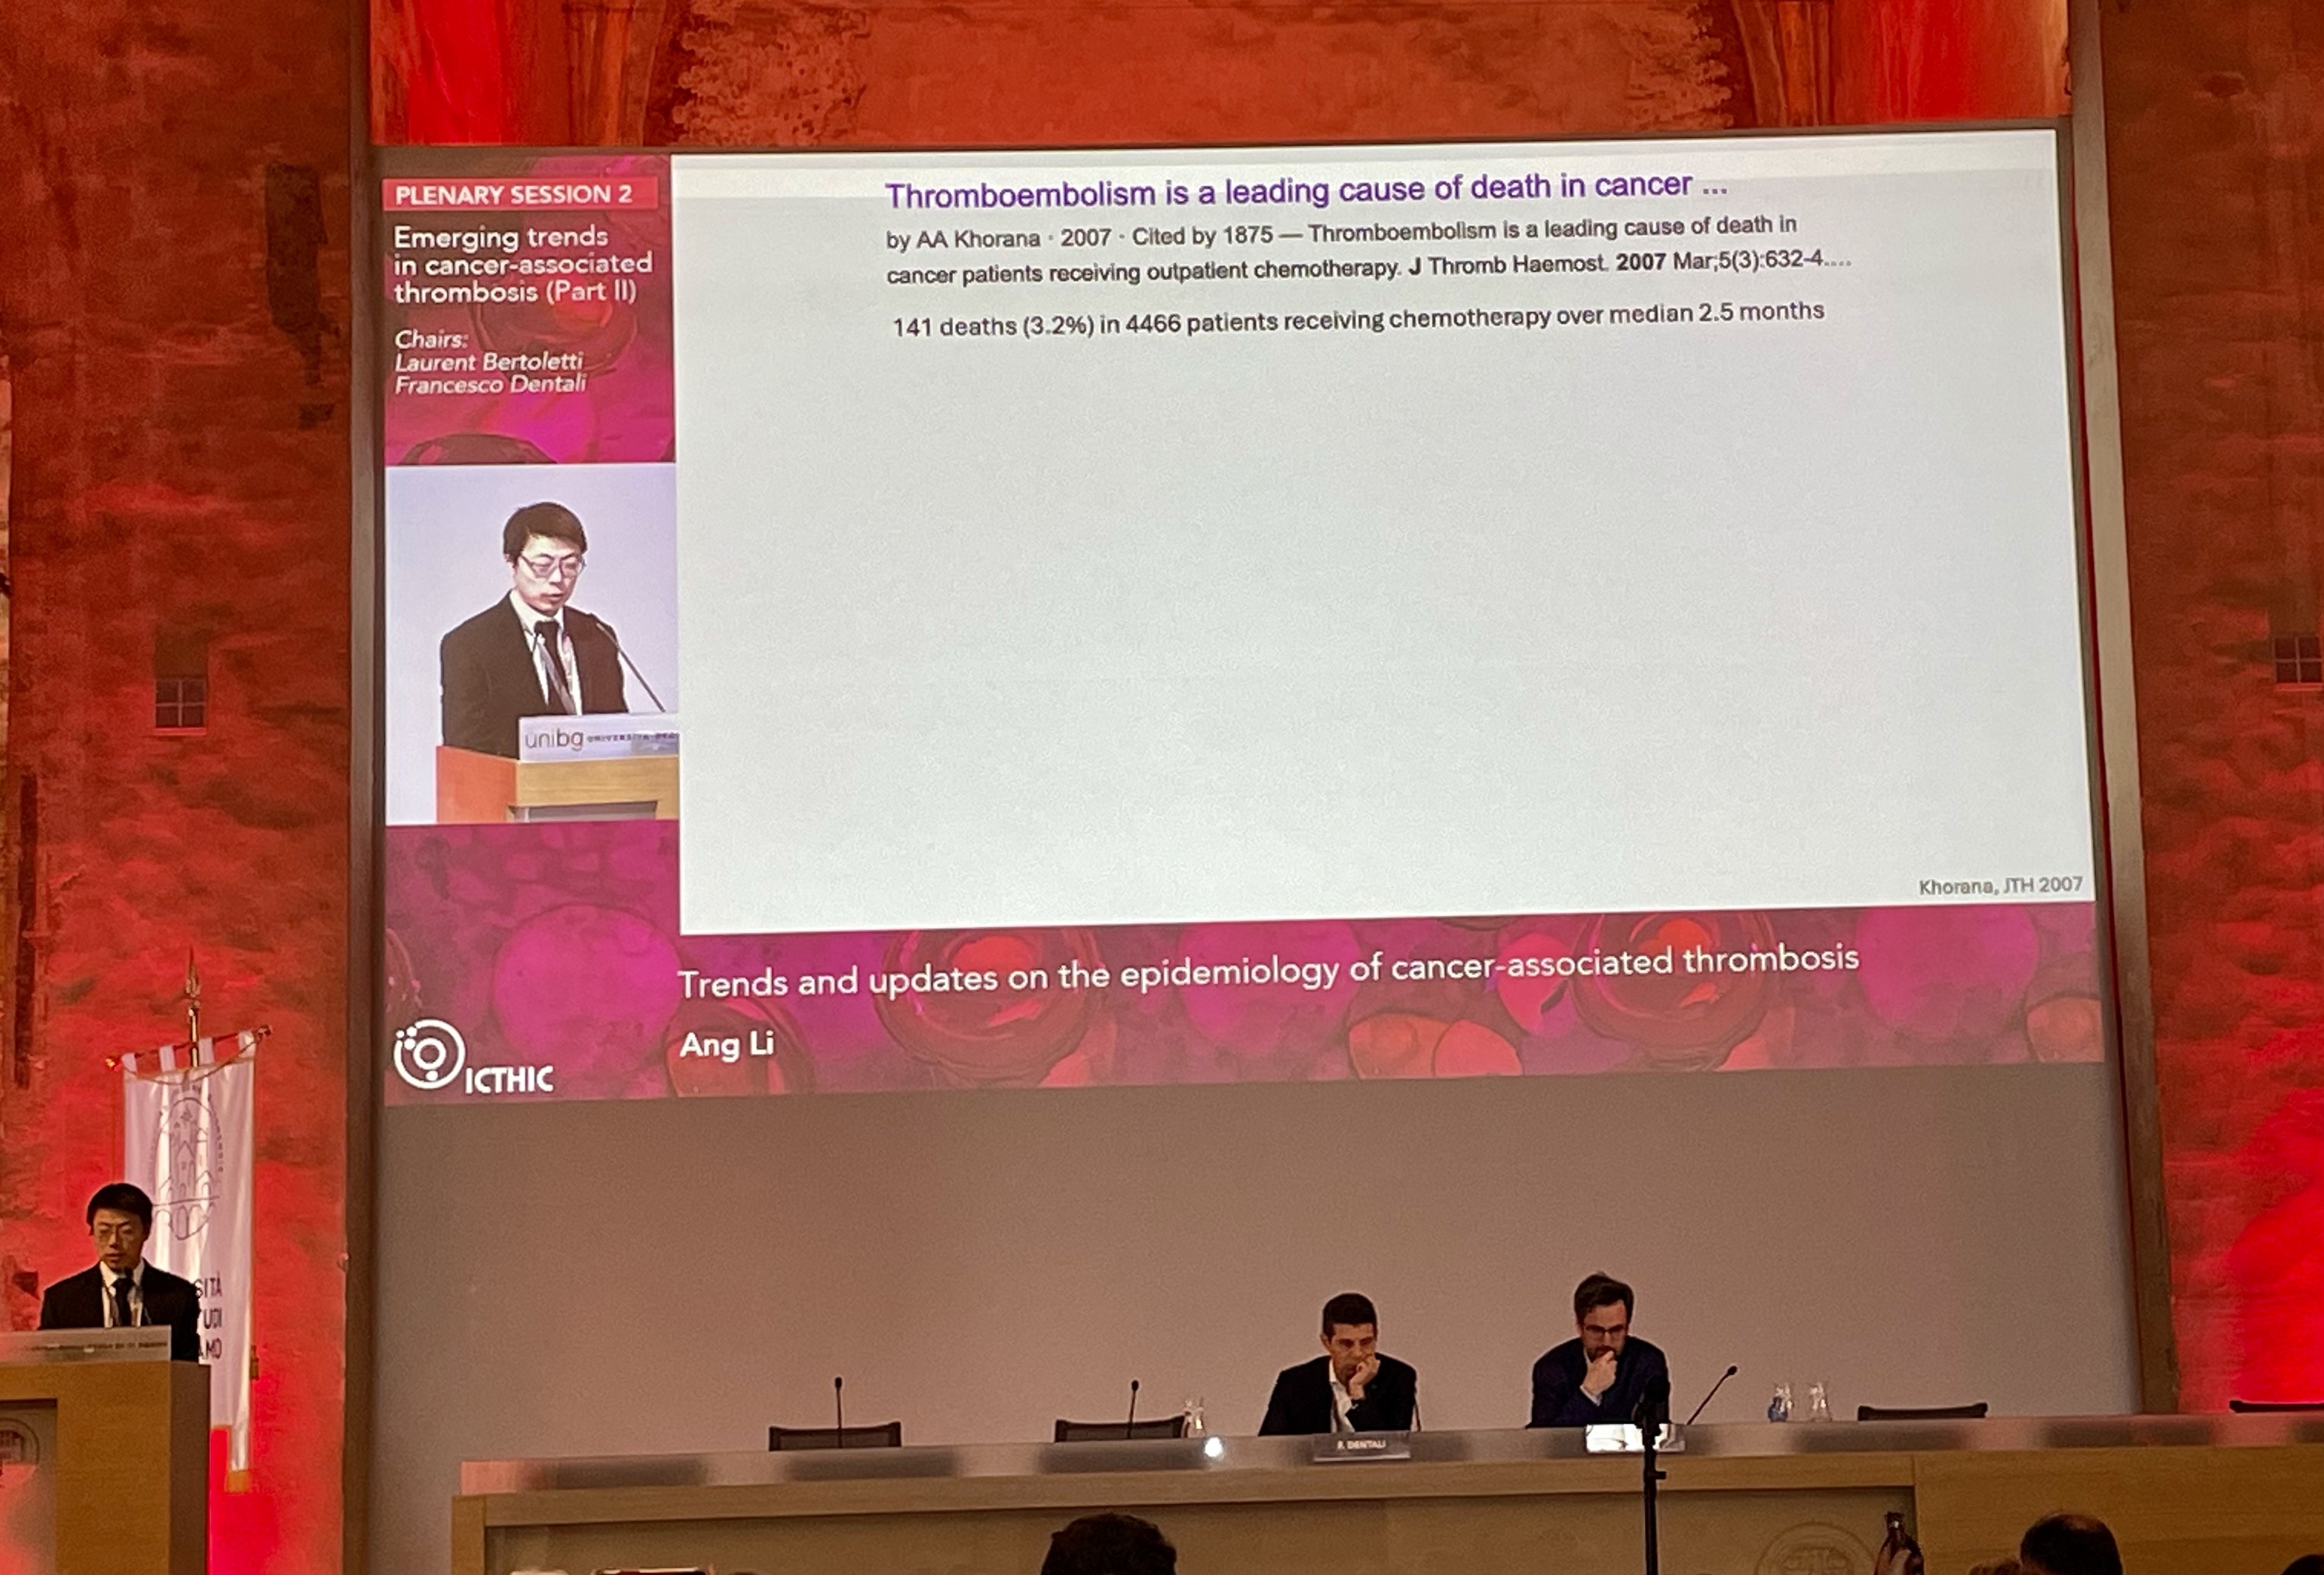 PLENARY SESSION 2
Emerging trends
in cancer-associated
thrombosis (Part II)
Chairs:
Laurent Bertoletti
Francesco Dentali
Thromboembolism is a leading cause of death in cancer ...
by AA Khorana · 2007 · Cited by 1875 — Thromboembolism is a leading cause of death in
cancer patients receiving outpatient chemotherapy. J Thromb Haemost. 2007 Mar;5(3):632-4....
141 deaths (3.2%) in 4466 patients receiving chemotherapy over median 2.5 months
Khorana, JTH 2007
unibg
Trends and updates on the epidemiology of cancer-associated thrombosis
Ang Li
ICTHIC
SITÀ
UDI
AMO
F. DENTALI